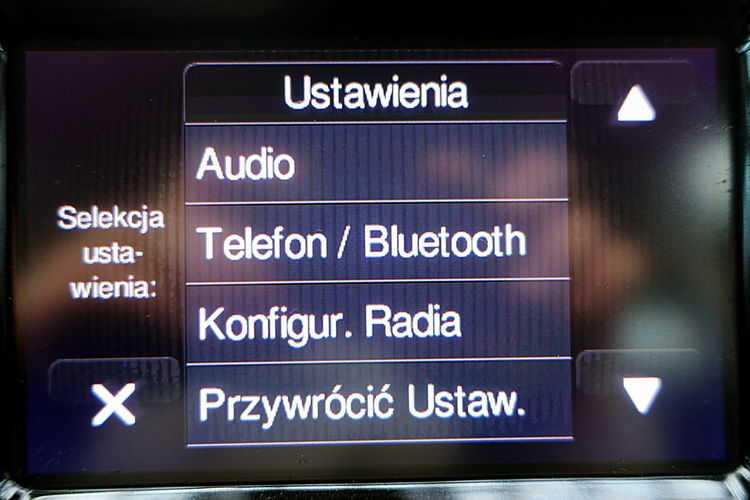 Ustawienia
Audio
Selekcja
usta-
wienia:
Telefon / Bluetooth
Konfigur. Radia
Przywrócić Ustaw.